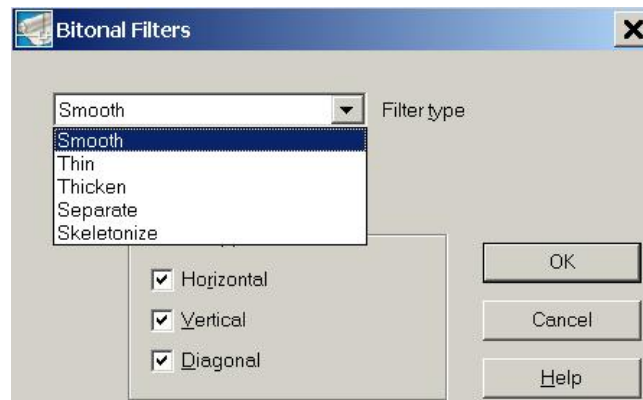 Bitonal Filters
Smooth
Filter type
Smooth
Thin
Thicken
Separate
Skeletonize
Horizontal
Vertical
Diagonal
OK
Cancel
Help